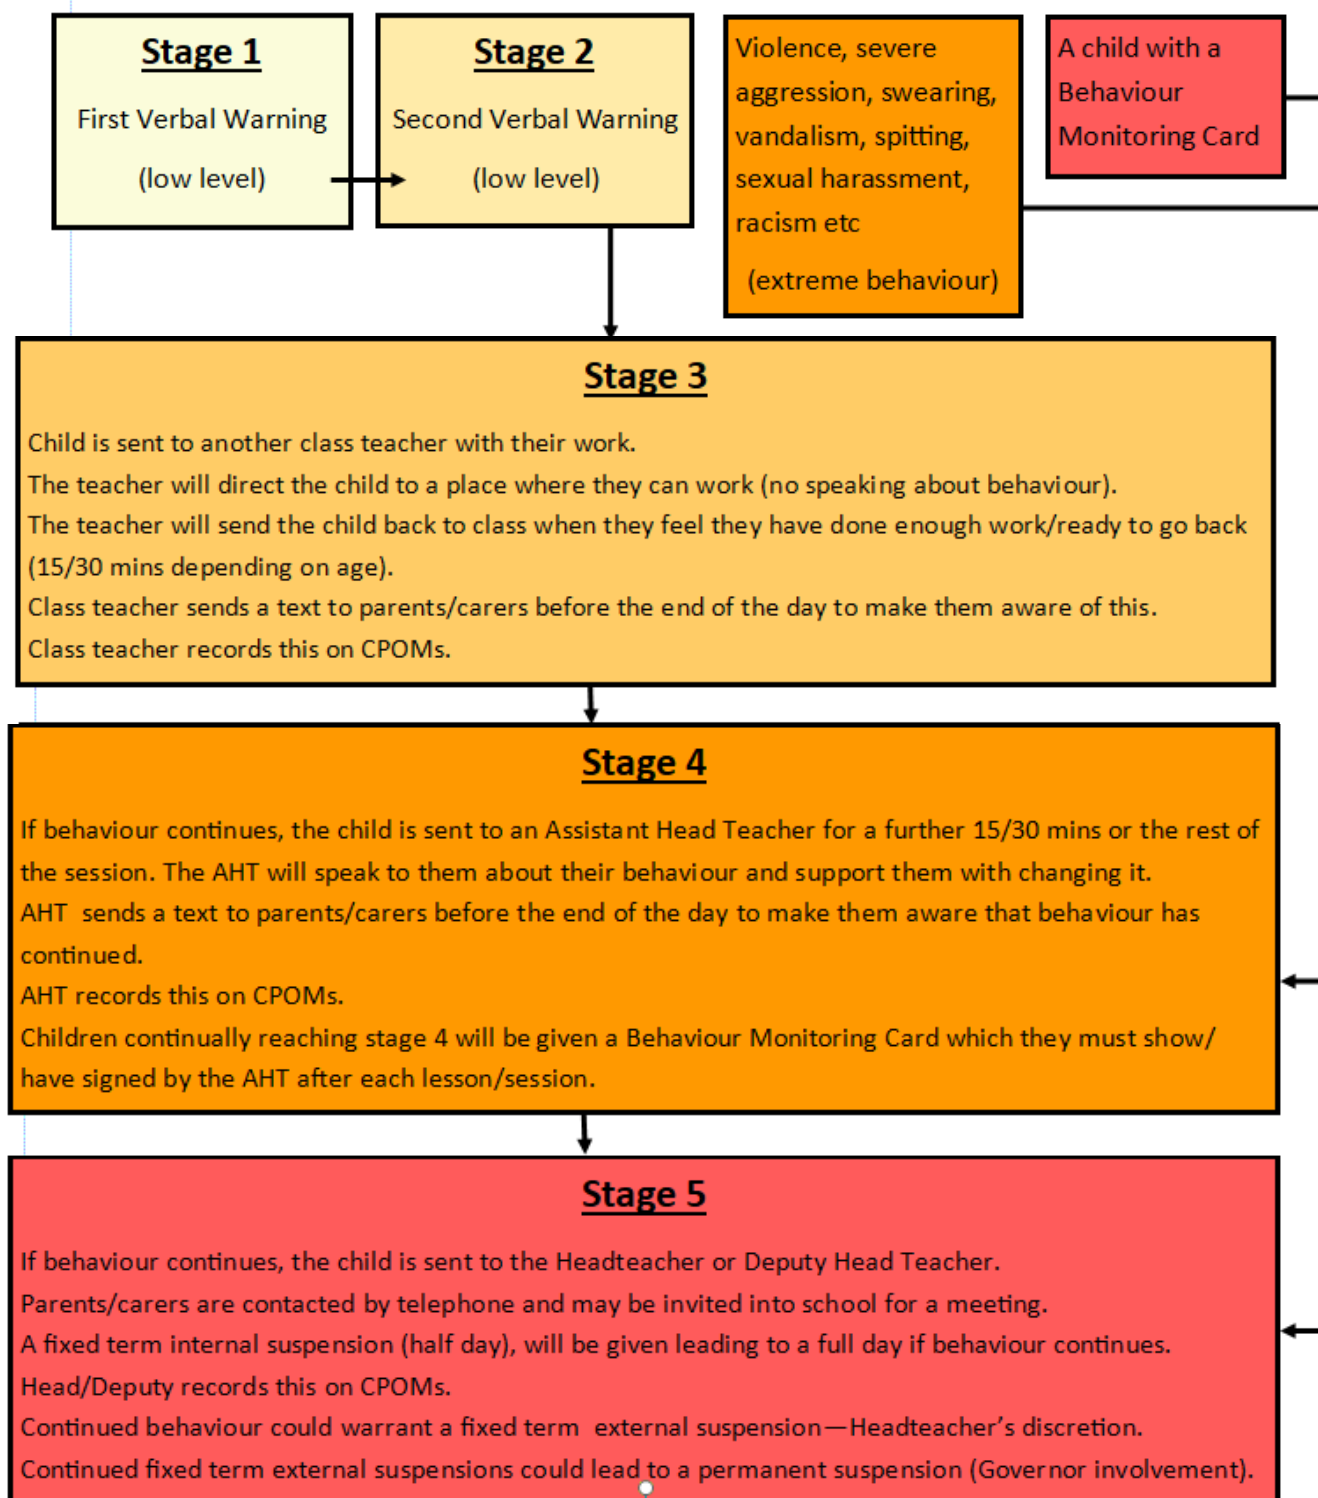 Stage 1
First Verbal Warning
(low level)
Stage 2
Second Verbal Warning
(low level)
Violence, severe
aggression, swearing,
vandalism, spitting,
sexual harassment,
racism etc
(extreme behaviour)
A child with a
Behaviour
Monitoring Card
Stage 3
Child is sent to another class teacher with their work.
The teacher will direct the child to a place where they can work (no speaking about behaviour).
The teacher will send the child back to class when they feel they have done enough work/ready to go back
(15/30 mins depending on age).
Class teacher sends a text to parents/carers before the end of the day to make them aware of this.
Class teacher records this on CPOMs.
Stage 4
If behaviour continues, the child is sent to an Assistant Head Teacher for a further 15/30 mins or the rest of
the session. The AHT will speak to them about their behaviour and support them with changing it.
AHT  sends a text to parents/carers before the end of the day to make them aware that behaviour has
continued.
AHT records this on CPOMs.
Children continually reaching stage 4 will be given a Behaviour Monitoring Card which they must show/
have signed by the AHT after each lesson/session.
Stage 5
If behaviour continues, the child is sent to the Headteacher or Deputy Head Teacher.
Parents/carers are contacted by telephone and may be invited into school for a meeting.
A fixed term internal suspension (half day), will be given leading to a full day if behaviour continues.
Head/Deputy records this on CPOMs.
Continued behaviour could warrant a fixed term  external suspension—Headteacher’s discretion.
Continued fixed term external suspensions could lead to a permanent suspension (Governor involvement).